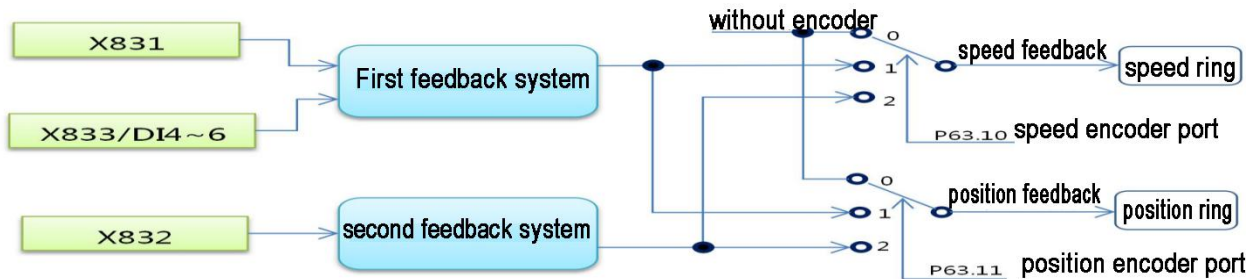 X831
X833/DI4~6
X832
First feedback system
second feedback system
without encoder
0
1
2
speed feedback
speed ring
P63.10
speed encoder port
0
1
2
position feedback
position ring
P63.11
position encoder port